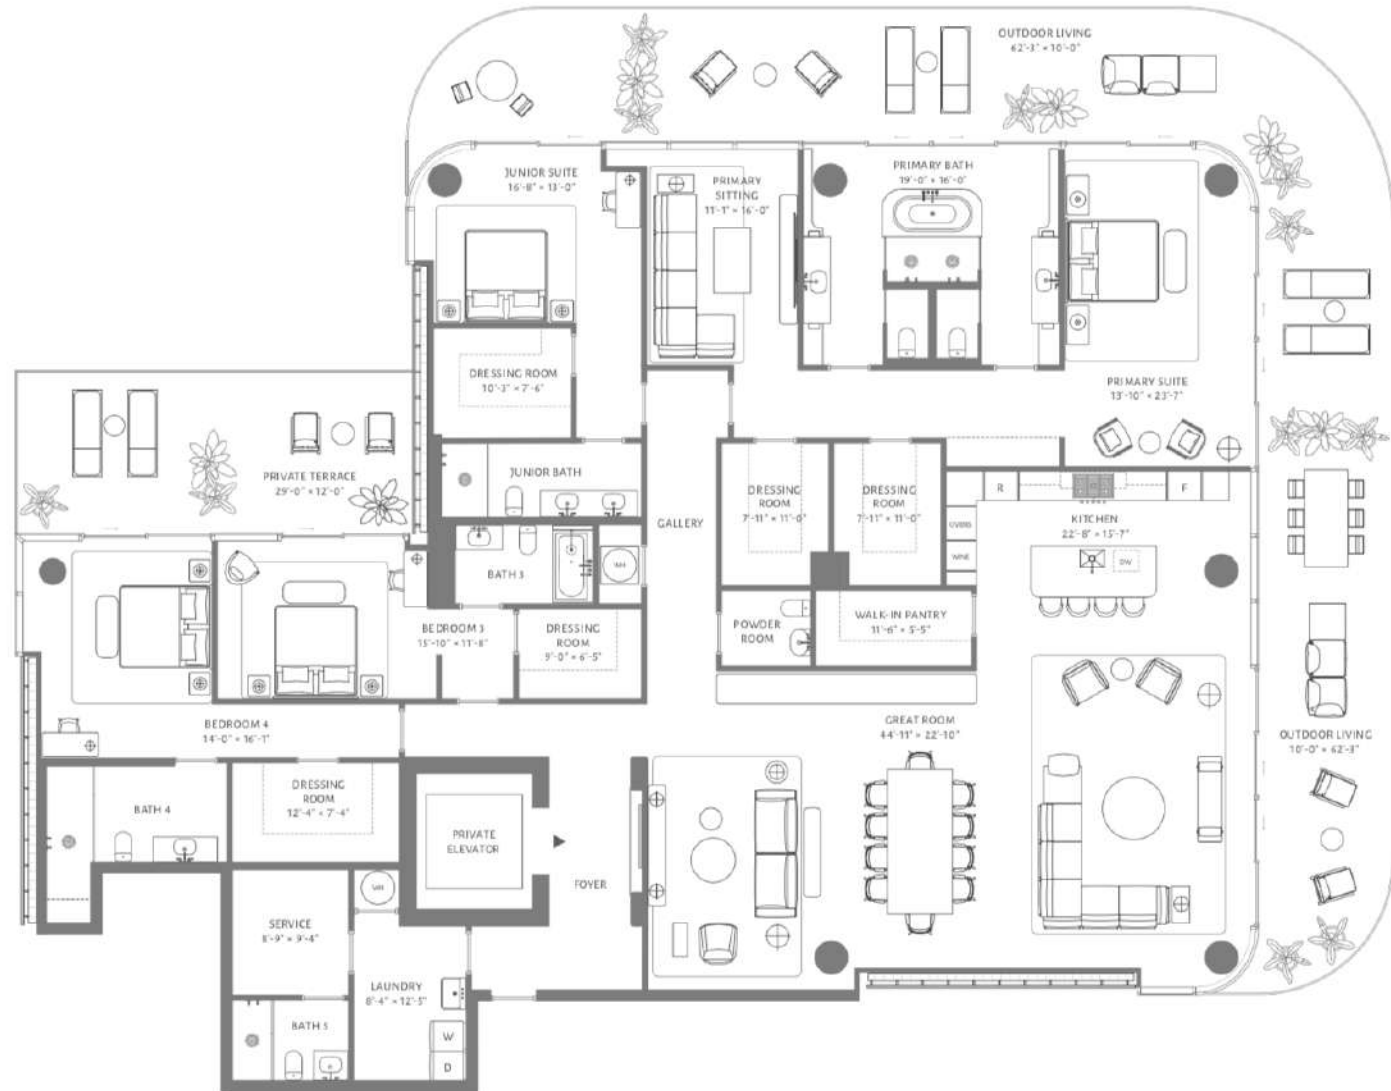 OUTDOOR LIVING
62'-3" × 10'-0"
JUNIOR SUITE
16'-8" × 13'-0"
PRIMARY
SITTING
11'-1" × 16'-0"
PRIMARY BATH
19'-0" × 16'-0"
DRESSING ROOM
10'-3" × 7'-6"
PRIMARY SUITE
13'-10" × 23'-7"
PRIVATE TERRACE
29'-0" × 12'-0"
JUNIOR BATH
GALLERY
DRESSING
ROOM
7'-11" × 11'-0"
DRESSING
ROOM
7'-11" × 11'-0"
R
F
OVENS
WINE
KITCHEN
22'-8" × 15'-7"
DW
BATH 3
WH
BEDROOM 3
15'-10" × 11'-8"
DRESSING
ROOM
9'-0" × 6'-5"
POWDER
ROOM
WALK-IN PANTRY
11'-6" × 5'-5"
BEDROOM 4
14'-0" × 16'-1"
GREAT ROOM
44'-11" × 22'-10"
OUTDOOR LIVING
10'-0" × 62'-3"
BATH 4
DRESSING
ROOM
12'-4" × 7'-4"
PRIVATE
ELEVATOR
FOYER
WH
SERVICE
8'-9" × 9'-4"
LAUNDRY
8'-4" × 12'-5"
BATH 5
W
D